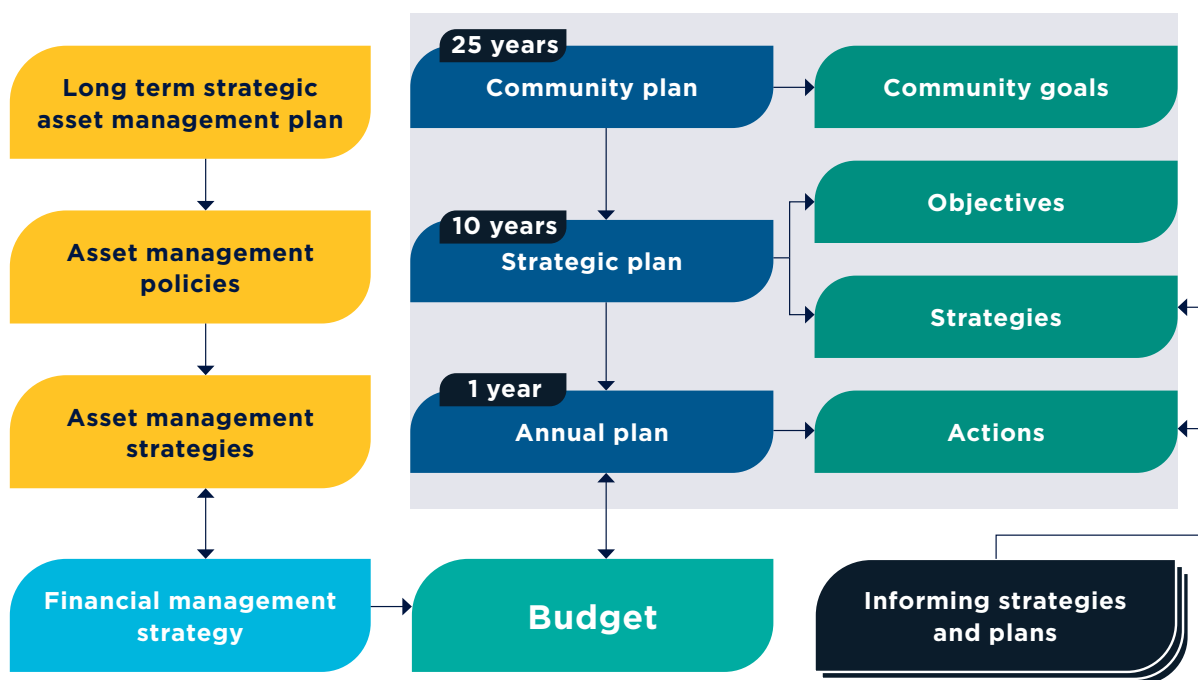 Long term strategic
asset management plan
Asset management
policies
Asset management
strategies
Financial management
strategy
25 years
Community plan
10 years
Strategic plan
1 year
Annual plan
Budget
Community goals
Objectives
Strategies
Actions
Informing strategies
and plans